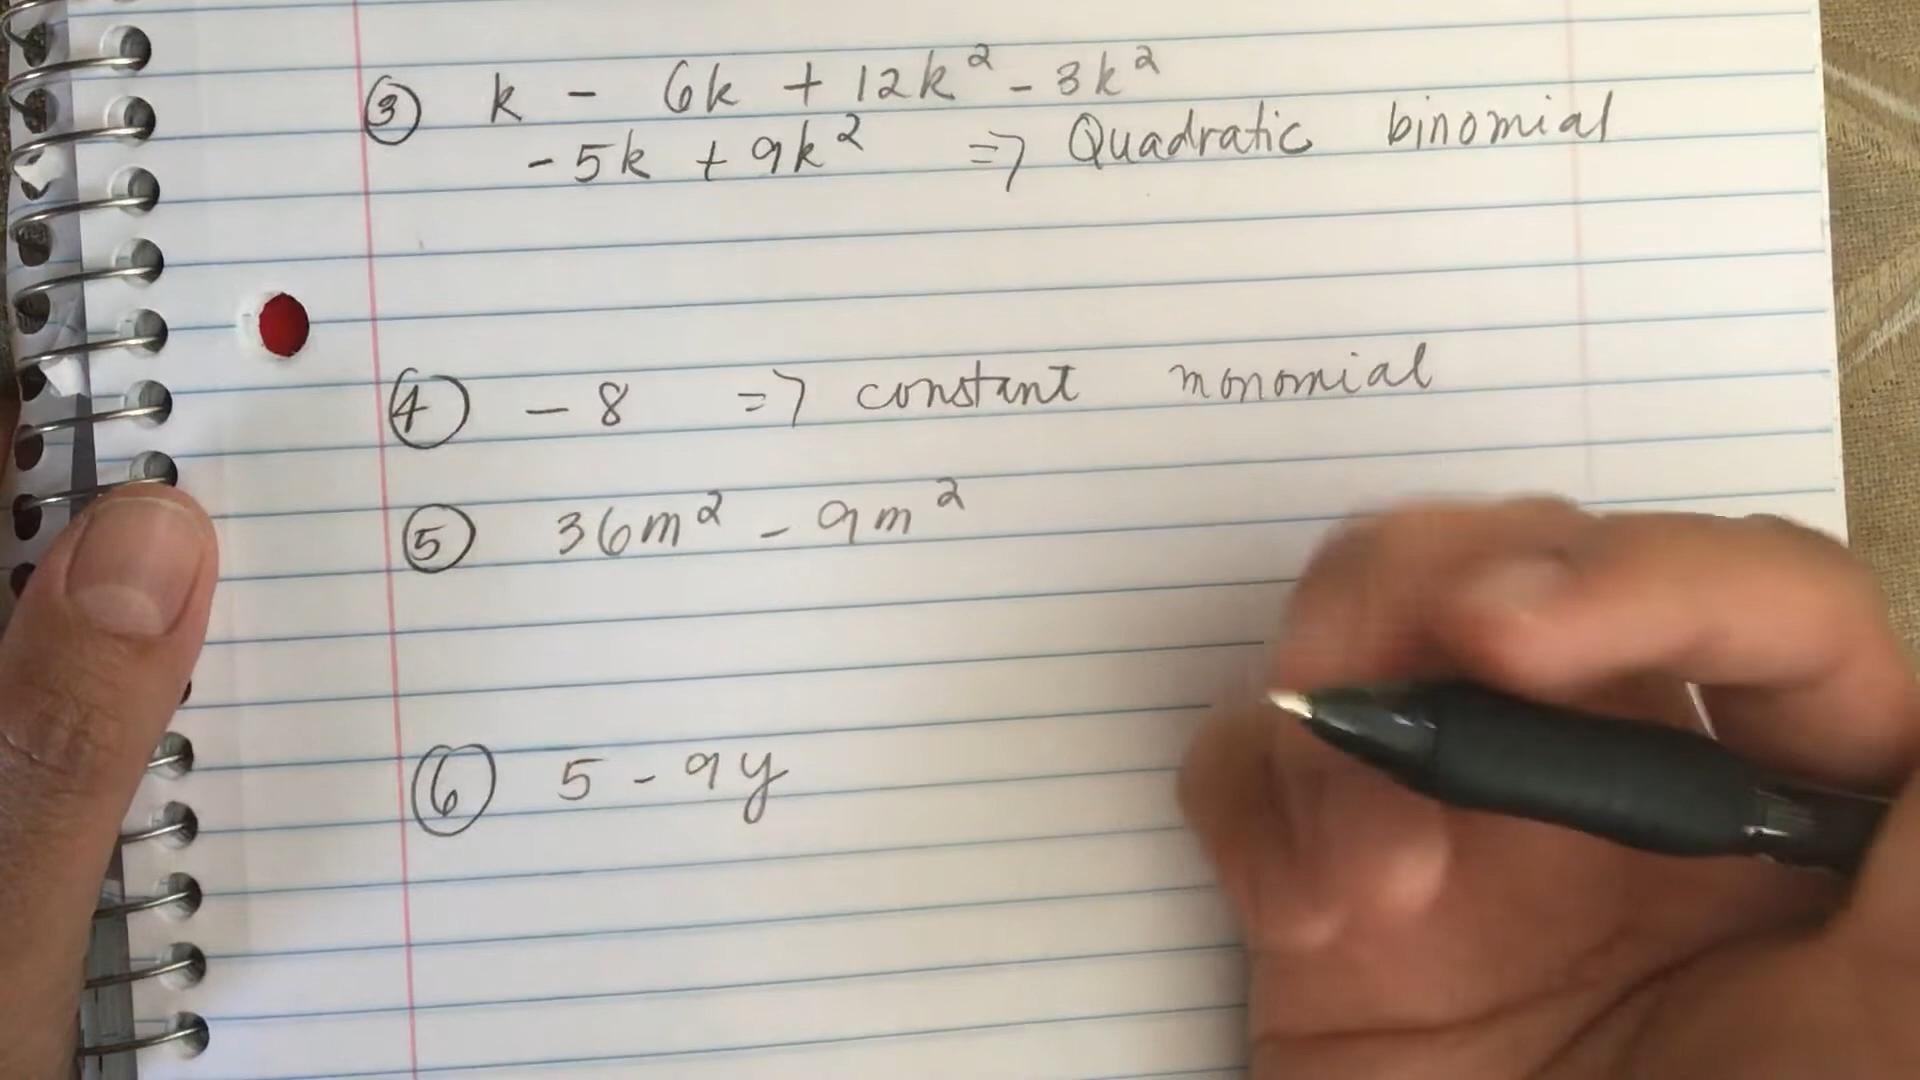 ③ k - 6k + 12k² - 3k²
-5k + 9k² => Quadratic binomial
④ -8 => constant monomial
⑤ 36m² - 9m²
⑥ 5 - 9y